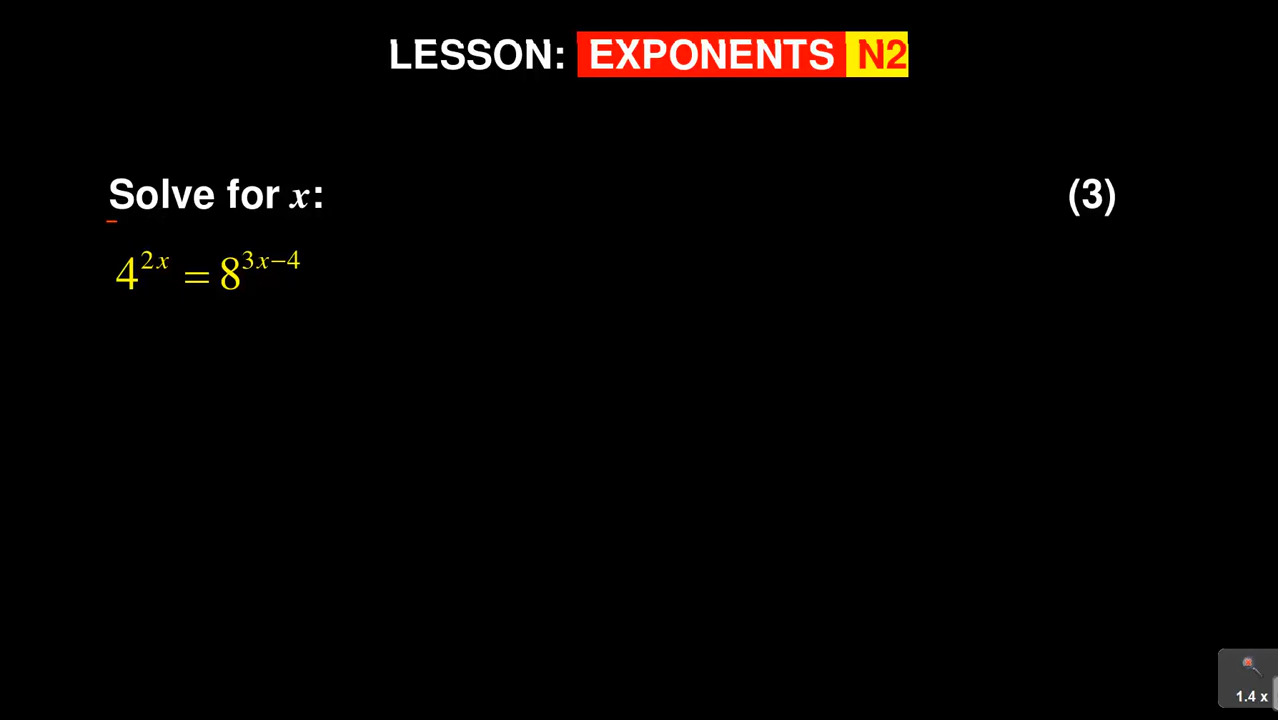 LESSON: EXPONENTS N2
Solve for x: (3)
4^{2x} = 8^{3x−4}
1.4 x